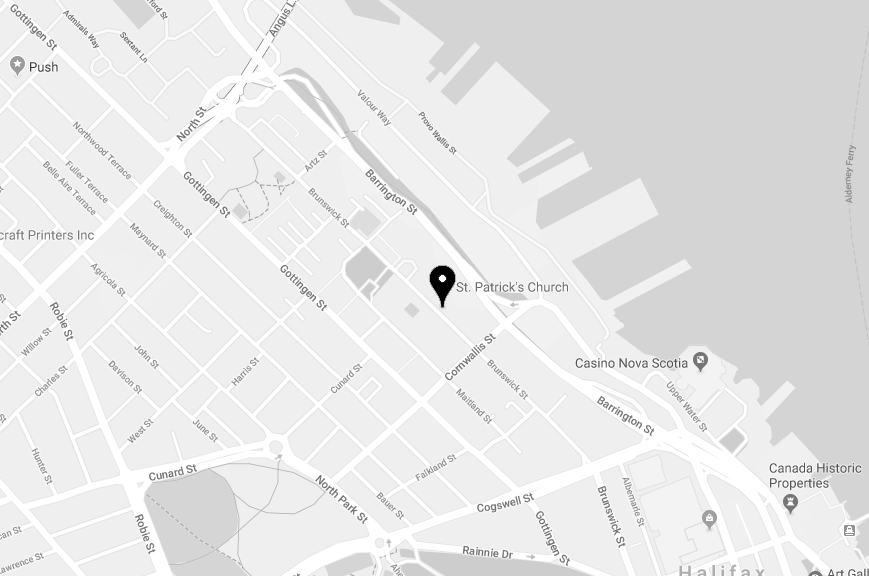 Gottingen St
Admirals Way
Sextant Ln
Angus L
Push
North St
Valour Way
Provo Wallis St
Northwood Terrace
Fuller Terrace
Belle Aire Terrace
Artz St
Gottingen St
Barrington St
Alderney Ferry
Brunswick St
Creighton St
Maynard St
craft Printers Inc
Agricola St
Gottingen St
St. Patrick's Church
Robie St
rth St
Willow St
Cornwallis St
Charles St
John St
Davison St
Harris St
Cunard St
Brunswick St
Casino Nova Scotia
Maitland St
Upper Water St
Barrington St
West St
June St
Hunter St
Cunard St
Falkland St
Canada Historic
Properties
North Park St
Bauer St
Cogswell St
Albemarle St
Brunswick St
Gottingen St
Robie St
Rainnie Dr
Lawrence St
Halifax
Art Gall